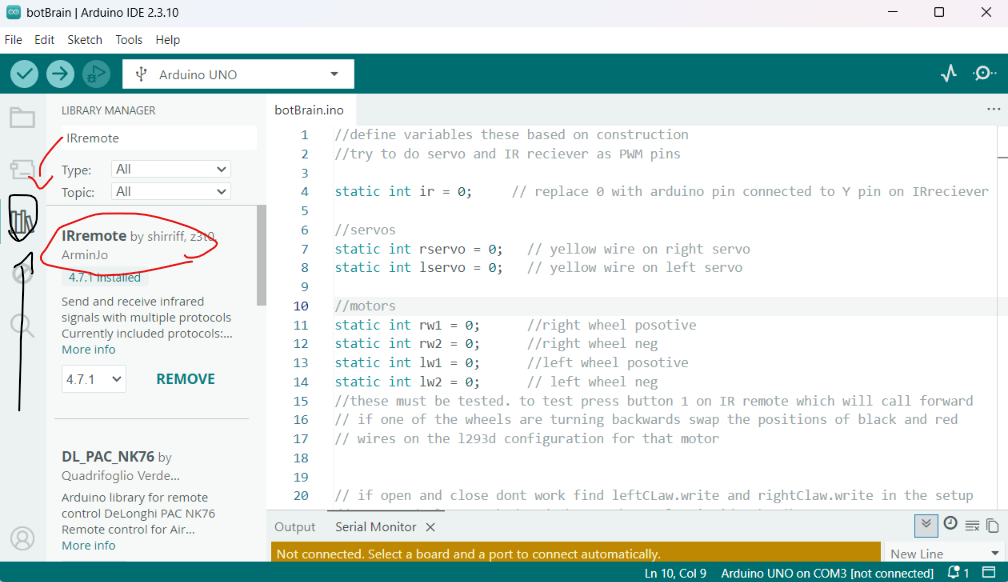 botBrain | Arduino IDE 2.3.10
File Edit Sketch Tools Help
Arduino UNO
LIBRARY MANAGER
IRremote
Type: All
Topic: All
IRremote by shirriff, z3t0,
ArminJo
4.7.1 installed
Send and receive infrared
signals with multiple protocols
Currently included protocols:...
More info
4.7.1 REMOVE
DL_PAC_NK76 by
Quadrifoglio Verde...
Arduino library for remote
control DeLonghi PAC NK76
Remote control for Air...
More info
botBrain.ino
1 //define variables these based on construction
2 //try to do servo and IR reciever as PWM pins
3
4 static int ir = 0; // replace 0 with arduino pin connected to Y pin on IRreciever
5
6 //servos
7 static int rservo = 0; // yellow wire on right servo
8 static int lservo = 0; // yellow wire on left servo
9
10 //motors
11 static int rw1 = 0; //right wheel posotive
12 static int rw2 = 0; //right wheel neg
13 static int lw1 = 0; //left wheel posotive
14 static int lw2 = 0; // left wheel neg
15 //these must be tested. to test press button 1 on IR remote which will call forward
16 // if one of the wheels are turning backwards swap the positions of black and red
17 // wires on the l293d configuration for that motor
18
19
20 // if open and close dont work find leftCLaw.write and rightClaw.write in the setup
Output Serial Monitor
Not connected. Select a board and a port to connect automatically.
New Line
Ln 10, Col 9 Arduino UNO on COM3 [not connected] 1